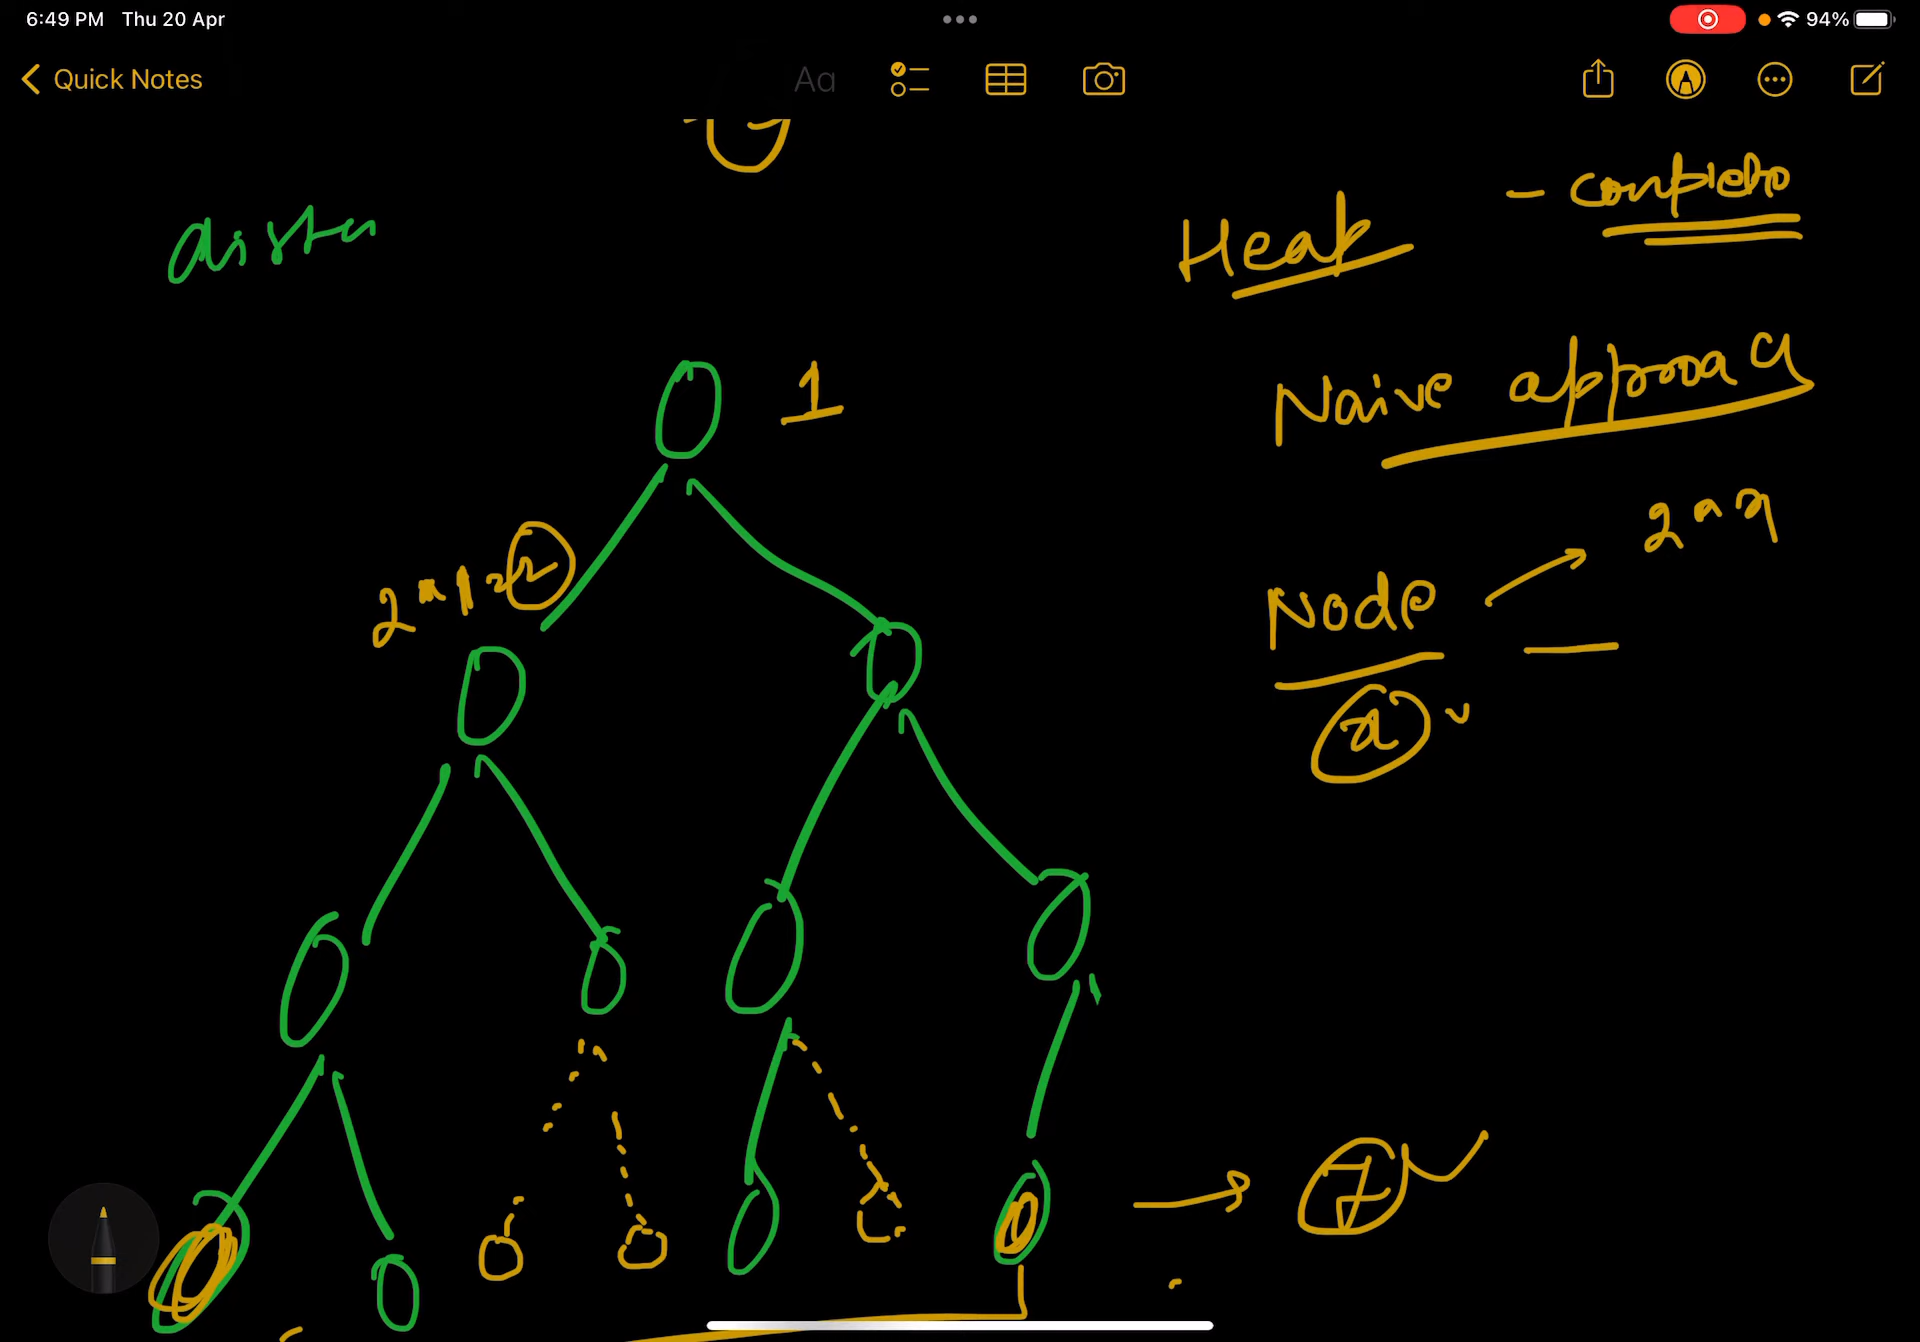 6:49 PM Thu 20 Apr
94%
Quick Notes
Aa
- complete
Heap
Naive approach
1
2*x
2*1=2
Node
x
7